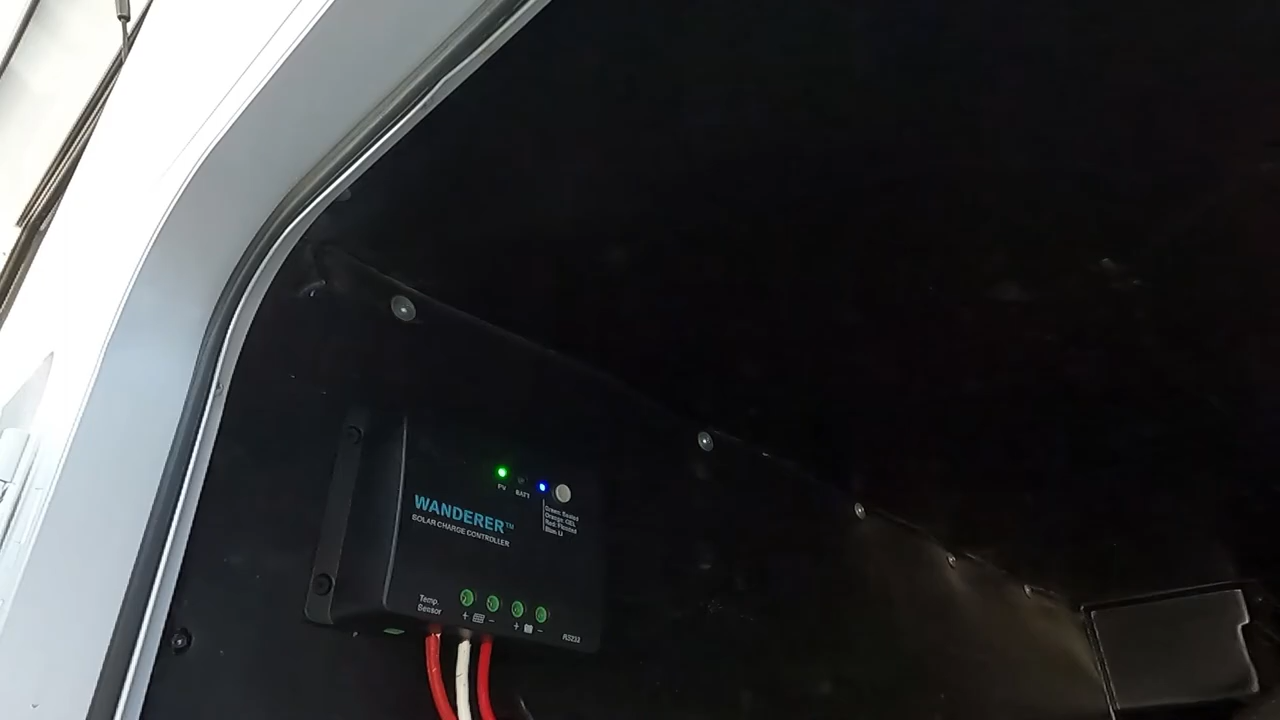 PV
BATT
WANDERER™
SOLAR CHARGE CONTROLLER
Green: Sealed
Orange: GEL
Red: Flooded
Blue: LI
Temp.
Sensor
+ −
+ −
RS232